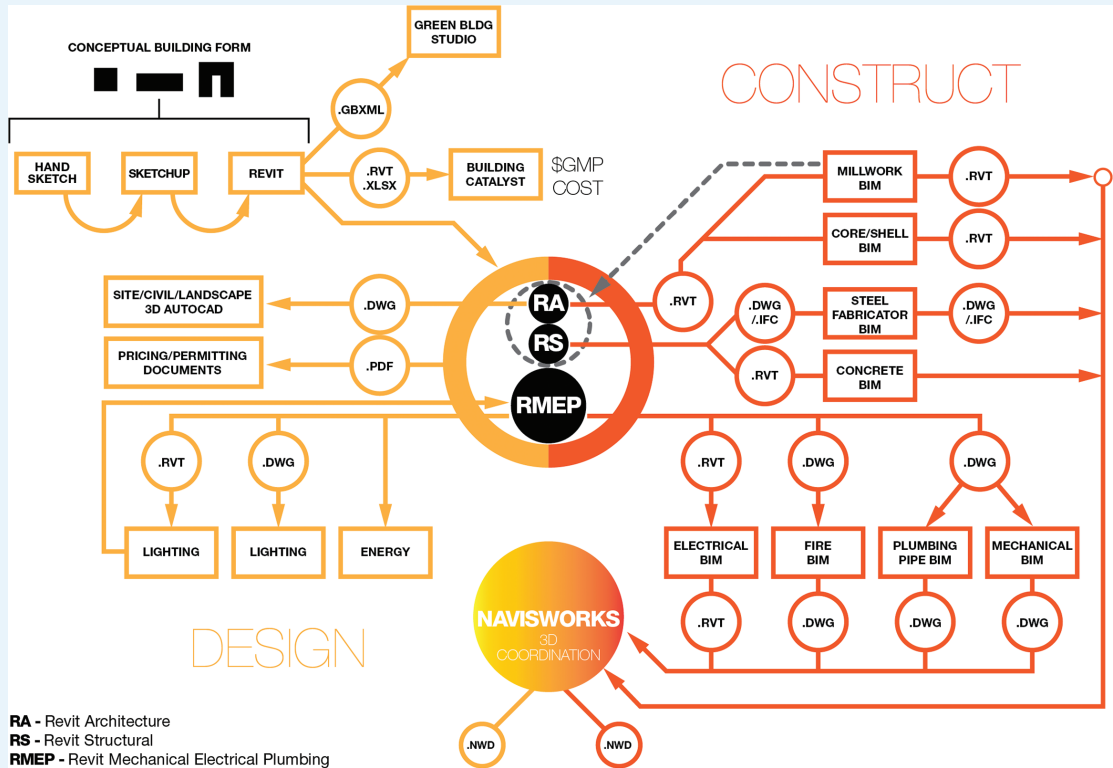 CONCEPTUAL BUILDING FORM
GREEN BLDG
STUDIO
.GBXML
HAND
SKETCH
SKETCHUP
REVIT
.RVT
.XLSX
BUILDING
CATALYST
$GMP
COST
CONSTRUCT
MILLWORK
BIM
.RVT
CORE/SHELL
BIM
.RVT
.RVT
SITE/CIVIL/LANDSCAPE
3D AUTOCAD
.DWG
RA
.DWG
/.IFC
STEEL
FABRICATOR
BIM
.DWG
/.IFC
PRICING/PERMITTING
DOCUMENTS
.PDF
RS
.RVT
CONCRETE
BIM
RMEP
.RVT
.DWG
.RVT
.DWG
.DWG
LIGHTING
LIGHTING
ENERGY
ELECTRICAL
BIM
FIRE
BIM
PLUMBING
PIPE BIM
MECHANICAL
BIM
.RVT
.DWG
.DWG
.DWG
NAVISWORKS
3D
COORDINATION
DESIGN
.NWD
.NWD
RA - Revit Architecture
RS - Revit Structural
RMEP - Revit Mechanical Electrical Plumbing